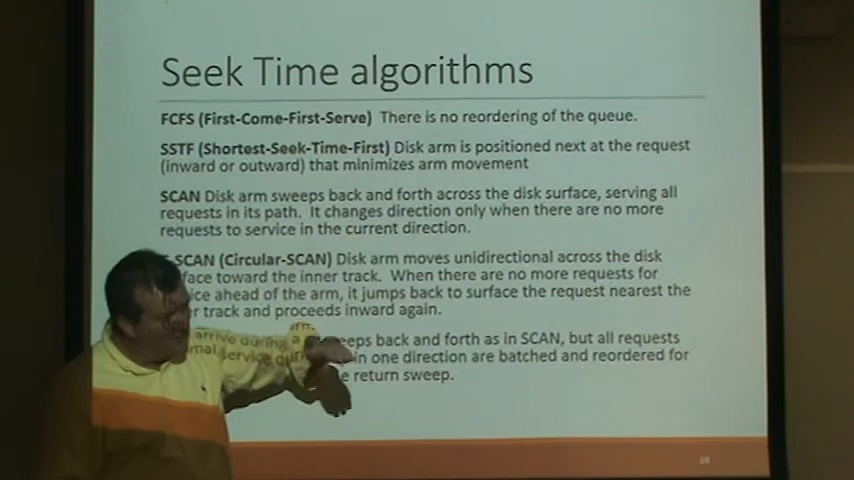 Seek Time algorithms
FCFS (First-Come-First-Serve) There is no reordering of the queue.
SSTF (Shortest-Seek-Time-First) Disk arm is positioned next at the request
(inward or outward) that minimizes arm movement
SCAN Disk arm sweeps back and forth across the disk surface, serving all
requests in its path. It changes direction only when there are no more
requests to service in the current direction.
C-SCAN (Circular-SCAN) Disk arm moves unidirectional across the disk
face toward the inner track. When there are no more requests for
ice ahead of the arm, it jumps back to surface the request nearest the
r track and proceeds inward again.
arrive during a eeps back and forth as in SCAN, but all requests
mal service duri in one direction are batched and reordered for
e return sweep.